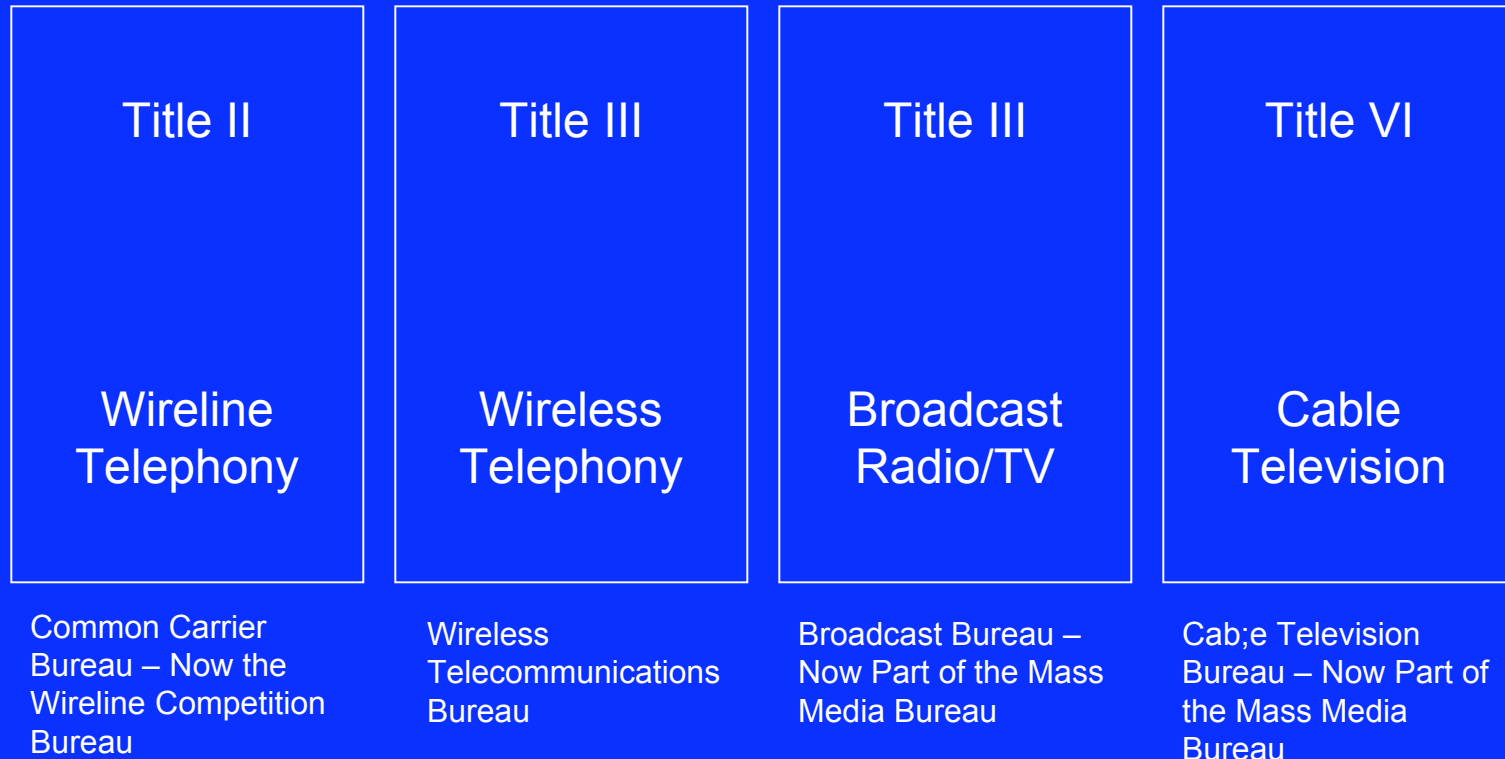 Title II
Wireline
Telephony
Common Carrier
Bureau – Now the
Wireline Competition
Bureau
Title III
Wireless
Telephony
Wireless
Telecommunications
Bureau
Title III
Broadcast
Radio/TV
Broadcast Bureau –
Now Part of the Mass
Media Bureau
Title VI
Cable
Television
Cab;e Television
Bureau – Now Part of
the Mass Media
Bureau